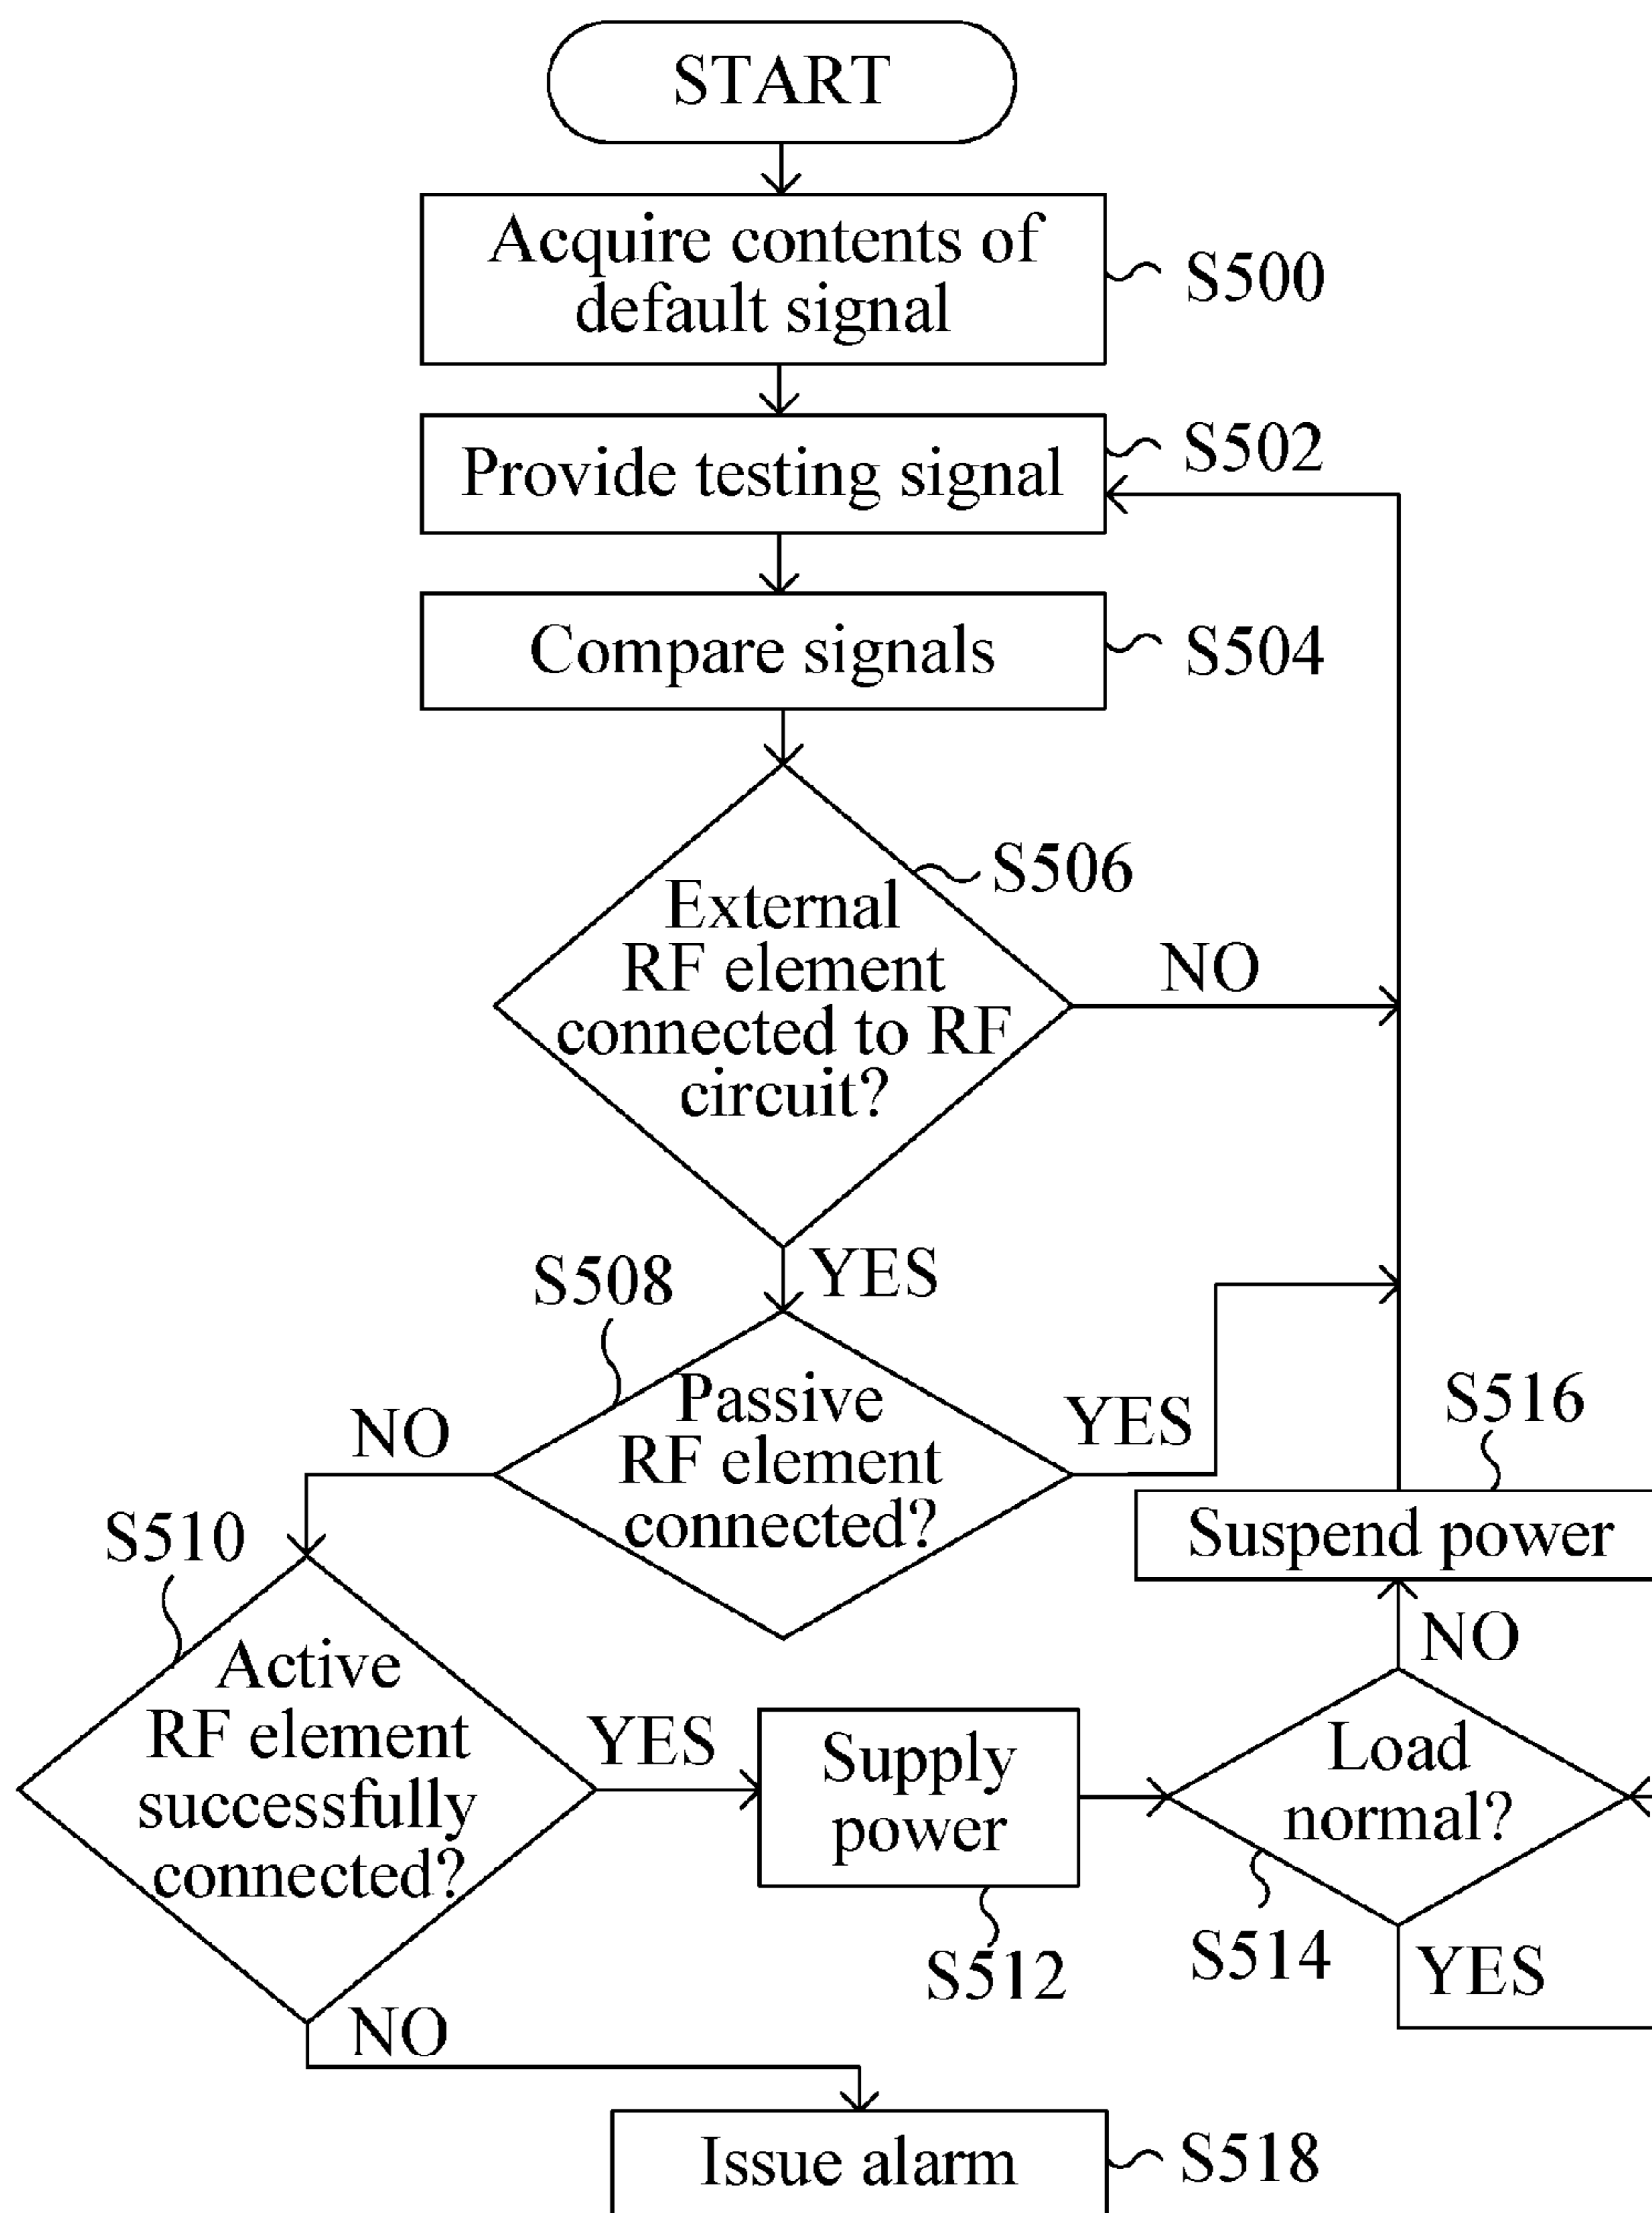 START
Acquire contents of
default signal
S500
Provide testing signal
S502
Compare signals
S504
S506
External
RF element
connected to RF
circuit?
NO
YES
S508
Passive
RF element
connected?
NO
YES
S516
Suspend power
S510
NO
Active
RF element
successfully
connected?
YES
Supply
power
Load
normal?
S512
S514
YES
NO
Issue alarm
S518